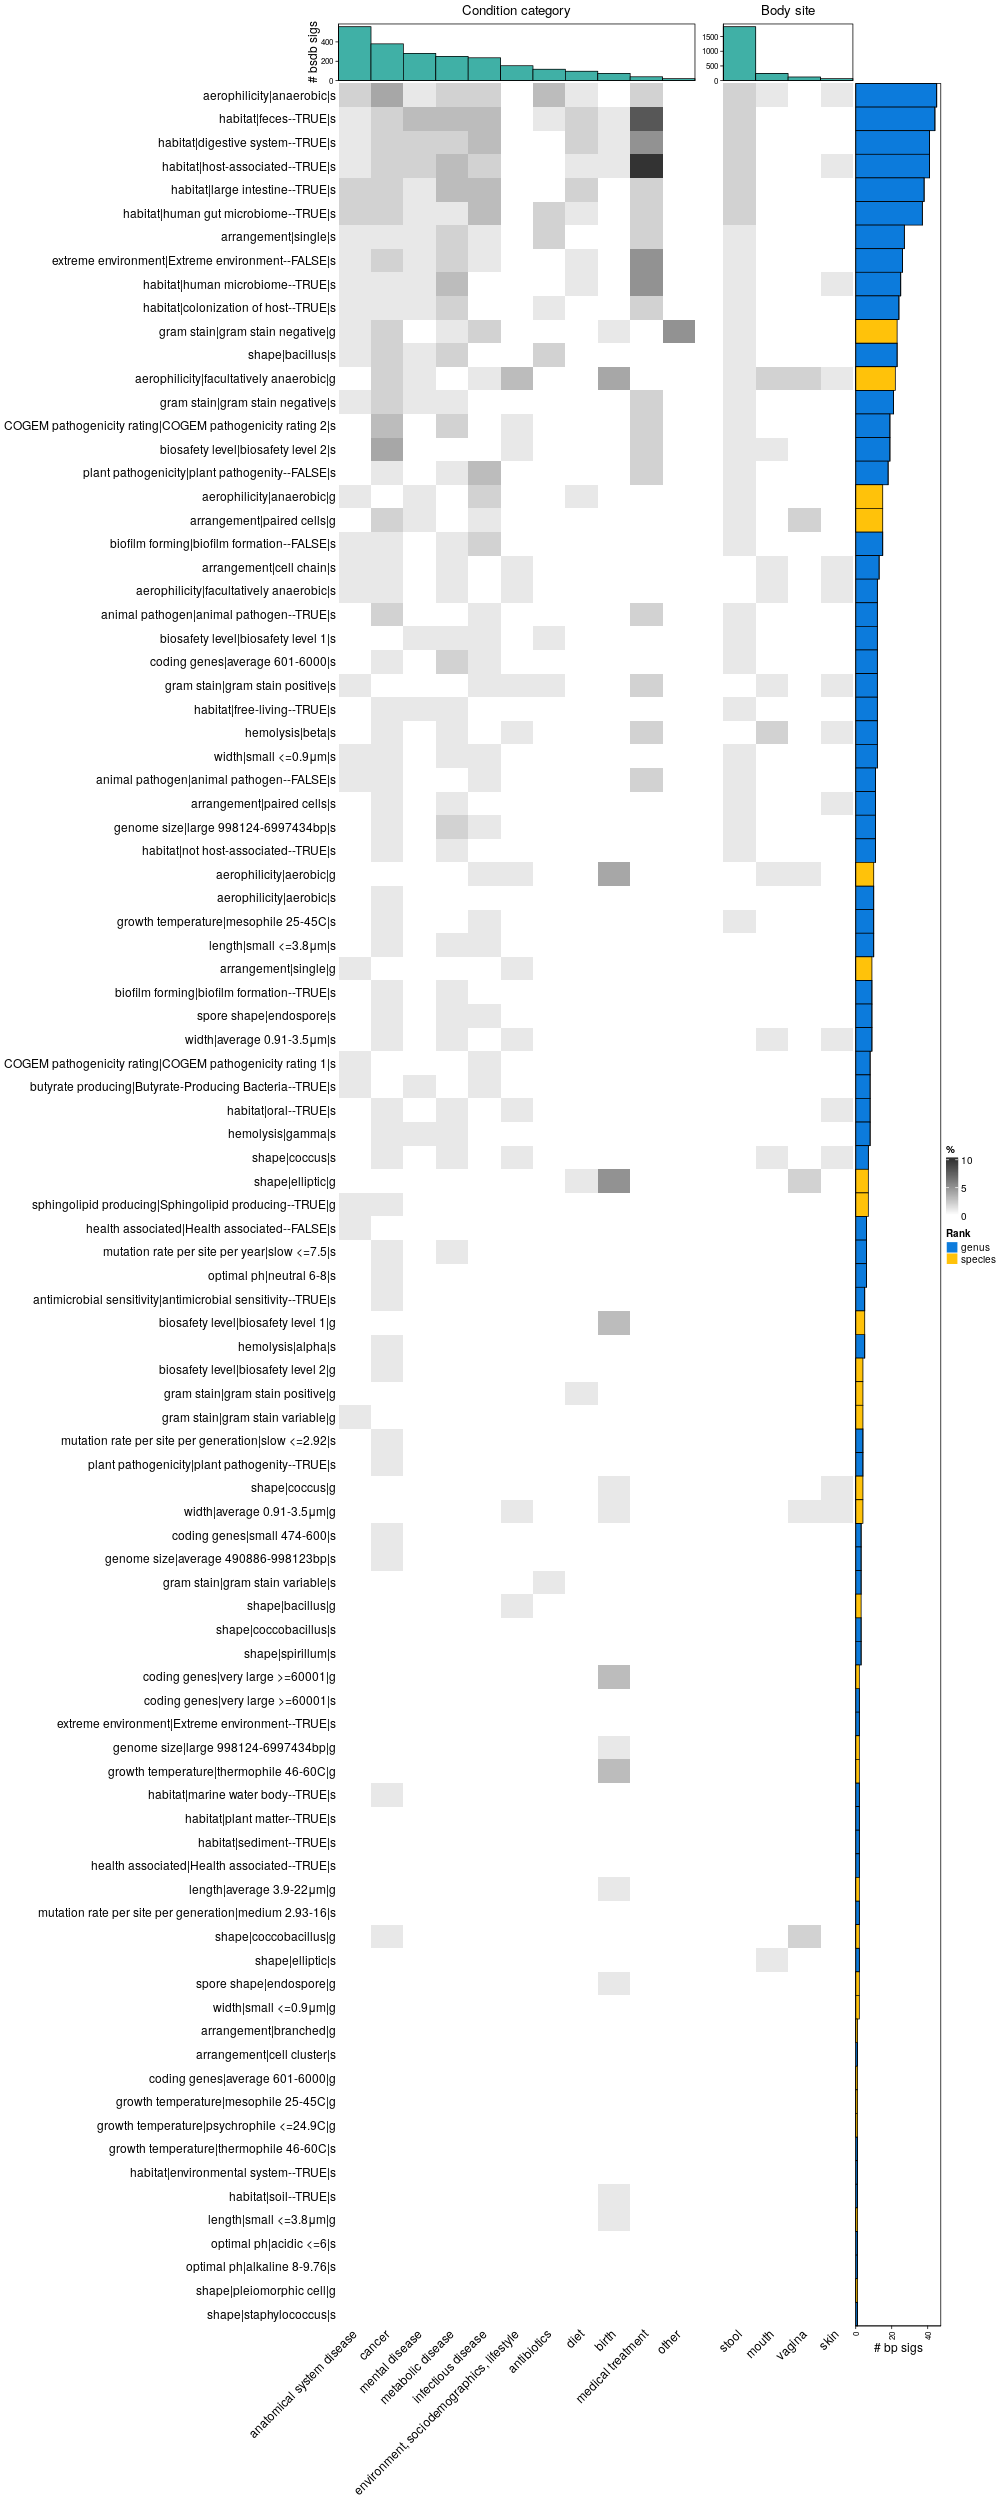 Condition category
Body site
# bsdb sigs
400
200
0
1500
1000
500
0
aerophilicity|anaerobic|s
habitat|feces--TRUE|s
habitat|digestive system--TRUE|s
habitat|host-associated--TRUE|s
habitat|large intestine--TRUE|s
habitat|human gut microbiome--TRUE|s
arrangement|single|s
extreme environment|Extreme environment--FALSE|s
habitat|human microbiome--TRUE|s
habitat|colonization of host--TRUE|s
gram stain|gram stain negative|g
shape|bacillus|s
aerophilicity|facultatively anaerobic|g
gram stain|gram stain negative|s
COGEM pathogenicity rating|COGEM pathogenicity rating 2|s
biosafety level|biosafety level 2|s
plant pathogenicity|plant pathogenity--FALSE|s
aerophilicity|anaerobic|g
arrangement|paired cells|g
biofilm forming|biofilm formation--FALSE|s
arrangement|cell chain|s
aerophilicity|facultatively anaerobic|s
animal pathogen|animal pathogen--TRUE|s
biosafety level|biosafety level 1|s
coding genes|average 601-6000|s
gram stain|gram stain positive|s
habitat|free-living--TRUE|s
hemolysis|beta|s
width|small <=0.9µm|s
animal pathogen|animal pathogen--FALSE|s
arrangement|paired cells|s
genome size|large 998124-6997434bp|s
habitat|not host-associated--TRUE|s
aerophilicity|aerobic|g
aerophilicity|aerobic|s
growth temperature|mesophile 25-45C|s
length|small <=3.8µm|s
arrangement|single|g
biofilm forming|biofilm formation--TRUE|s
spore shape|endospore|s
width|average 0.91-3.5µm|s
COGEM pathogenicity rating|COGEM pathogenicity rating 1|s
butyrate producing|Butyrate-Producing Bacteria--TRUE|s
habitat|oral--TRUE|s
hemolysis|gamma|s
shape|coccus|s
shape|elliptic|g
sphingolipid producing|Sphingolipid producing--TRUE|g
health associated|Health associated--FALSE|s
mutation rate per site per year|slow <=7.5|s
optimal ph|neutral 6-8|s
antimicrobial sensitivity|antimicrobial sensitivity--TRUE|s
biosafety level|biosafety level 1|g
hemolysis|alpha|s
biosafety level|biosafety level 2|g
gram stain|gram stain positive|g
gram stain|gram stain variable|g
mutation rate per site per generation|slow <=2.92|s
plant pathogenicity|plant pathogenity--TRUE|s
shape|coccus|g
width|average 0.91-3.5µm|g
coding genes|small 474-600|s
genome size|average 490886-998123bp|s
gram stain|gram stain variable|s
shape|bacillus|g
shape|coccobacillus|s
shape|spirillum|s
coding genes|very large >=60001|g
coding genes|very large >=60001|s
extreme environment|Extreme environment--TRUE|s
genome size|large 998124-6997434bp|g
growth temperature|thermophile 46-60C|g
habitat|marine water body--TRUE|s
habitat|plant matter--TRUE|s
habitat|sediment--TRUE|s
health associated|Health associated--TRUE|s
length|average 3.9-22µm|g
mutation rate per site per generation|medium 2.93-16|s
shape|coccobacillus|g
shape|elliptic|s
spore shape|endospore|g
width|small <=0.9µm|g
arrangement|branched|g
arrangement|cell cluster|s
coding genes|average 601-6000|g
growth temperature|mesophile 25-45C|g
growth temperature|psychrophile <=24.9C|g
growth temperature|thermophile 46-60C|s
habitat|environmental system--TRUE|s
habitat|soil--TRUE|s
length|small <=3.8µm|g
optimal ph|acidic <=6|s
optimal ph|alkaline 8-9.76|s
shape|pleiomorphic cell|g
shape|staphylococcus|s
%
10
5
0
Rank
genus
species
0
20
40
# bp sigs
anatomical system disease
cancer
mental disease
metabolic disease
infectious disease
environment, sociodemographics, lifestyle
antibiotics
diet
birth
medical treatment
other
stool
mouth
vagina
skin